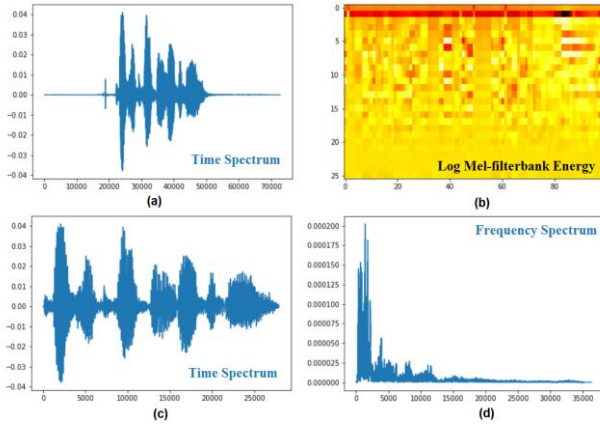 0.04
0.03
0.02
0.01
0.00
−0.01
−0.02
−0.03
−0.04
Time Spectrum
0 10000 20000 30000 40000 50000 60000 70000
(a)
0
5
10
15
20
25
Log Mel-filterbank Energy
0 20 40 60 80
(b)
0.04
0.03
0.02
0.01
0.00
−0.01
−0.02
−0.03
−0.04
Time Spectrum
0 5000 10000 15000 20000 25000
(c)
Frequency Spectrum
0.000200
0.000175
0.000150
0.000125
0.000100
0.000075
0.000050
0.000025
0.000000
0 5000 10000 15000 20000 25000 30000 35000
(d)